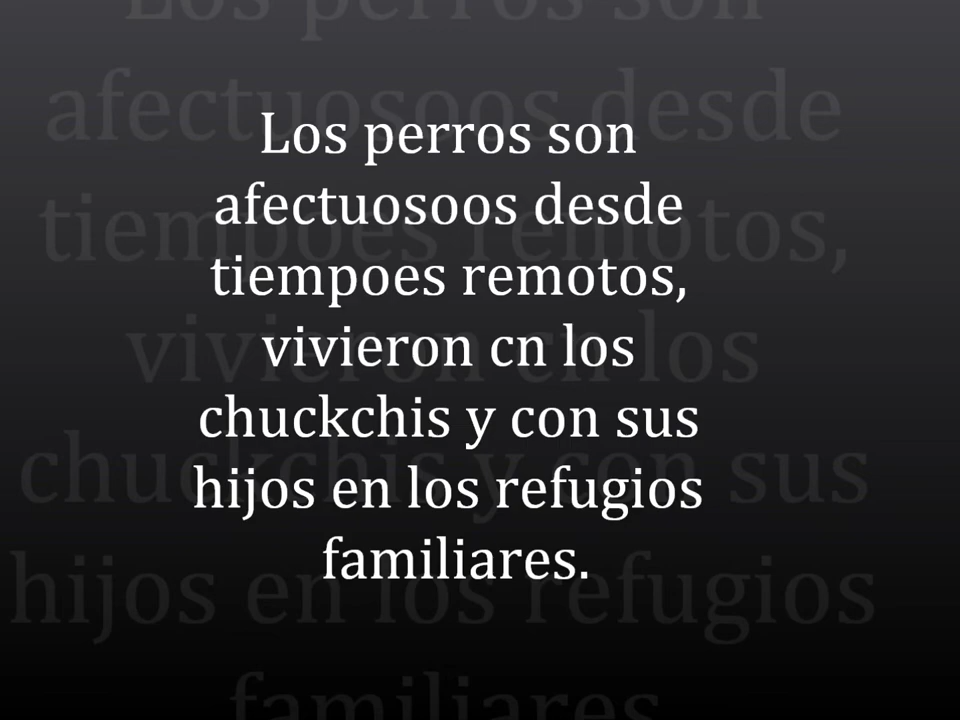 Los perros son
afectuosoos desde
tiempoes remotos,
vivieron cn los
chuckchis y con sus
hijos en los refugios
familiares.